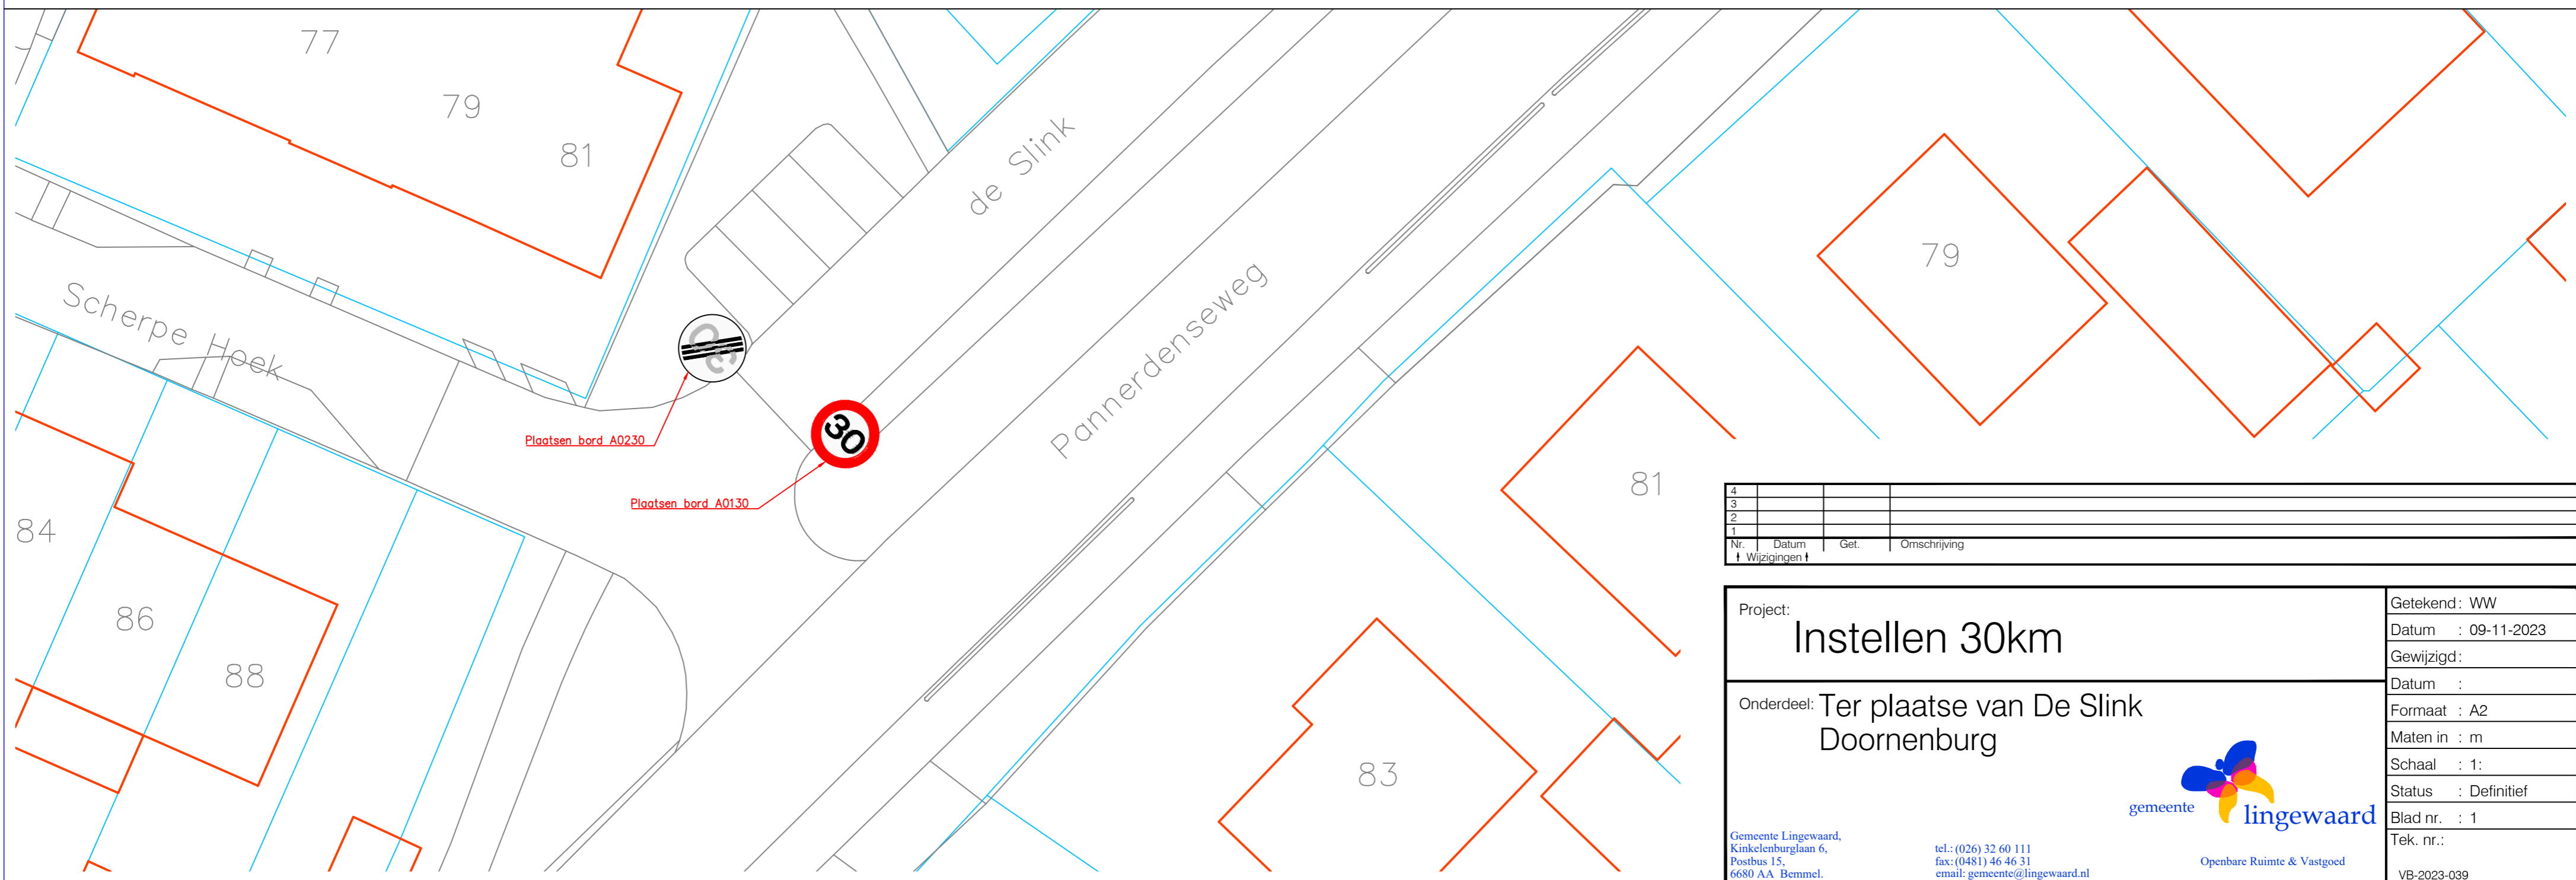 77
79
81
de Slink
Scherpe Hoek
Pannerdenseweg
30
30
Plaatsen bord A0230
Plaatsen bord A0130
84
86
88
79
81
83
4
3
2
1
Nr. Datum Get. Omschrijving
Wijzigingen
Project:
Instellen 30km
Onderdeel: Ter plaatse van De Slink
Doornenburg
gemeente lingewaard
Gemeente Lingewaard,
Kinkelenburglaan 6,
Postbus 15,
6680 AA Bemmel.
tel.: (026) 32 60 111
fax: (0481) 46 46 31
email: gemeente@lingewaard.nl
Openbare Ruimte & Vastgoed
Getekend: WW
Datum : 09-11-2023
Gewijzigd:
Datum :
Formaat : A2
Maten in : m
Schaal : 1:
Status : Definitief
Blad nr. : 1
Tek. nr.:
VB-2023-039